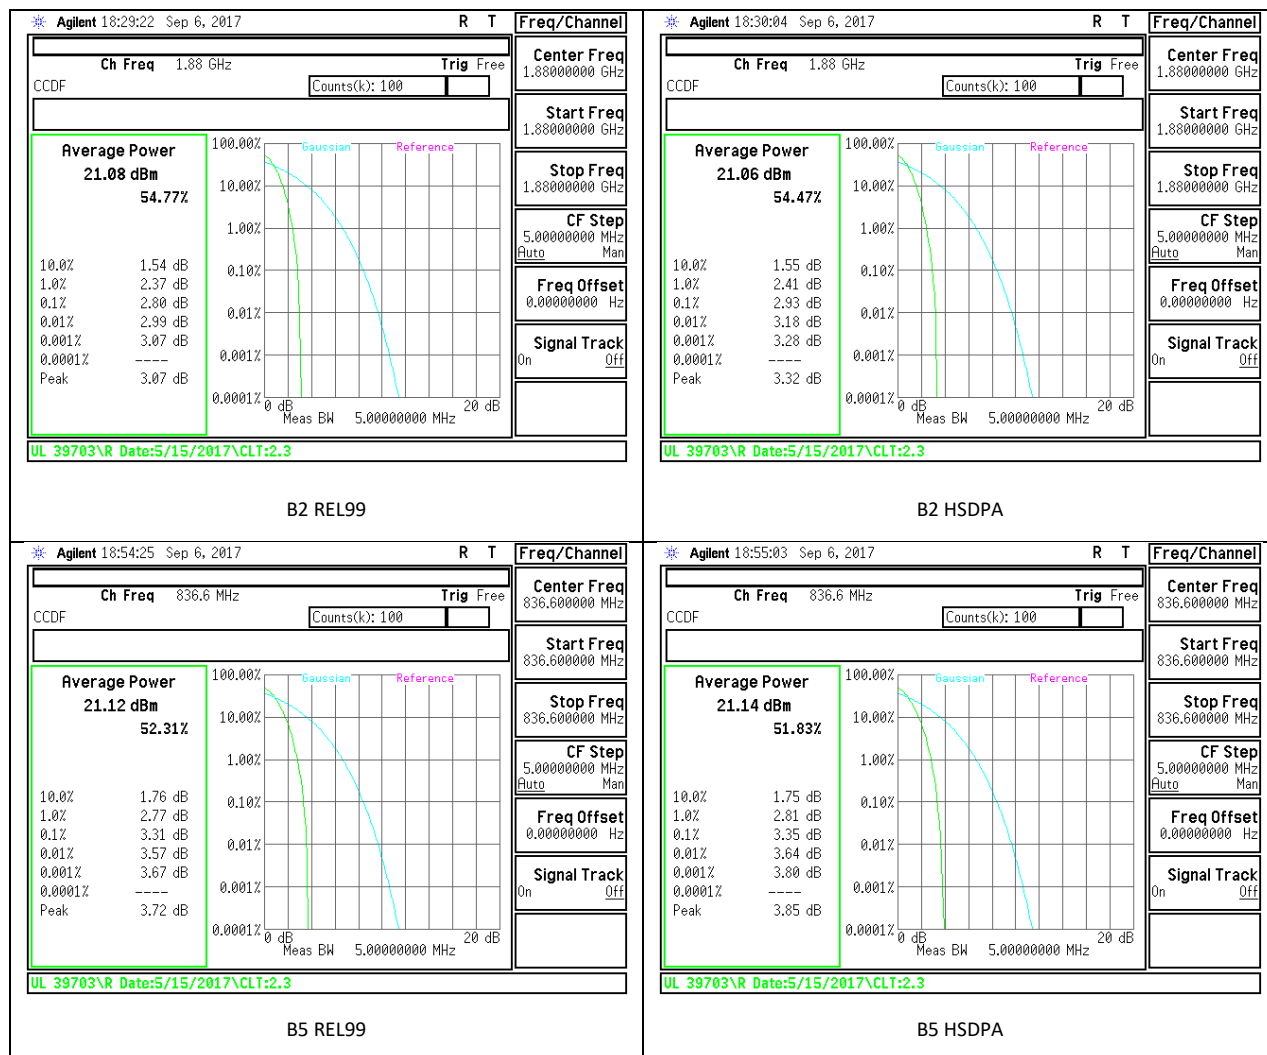 Agilent 18:29:22 Sep 6, 2017 R T Freq/Channel
Ch Freq 1.88 GHz Trig Free
CCDF Counts(k): 100
Average Power
21.08 dBm
54.77%
10.0% 1.54 dB
1.0% 2.37 dB
0.1% 2.80 dB
0.01% 2.99 dB
0.001% 3.07 dB
0.0001% ----
Peak 3.07 dB
100.00% Gaussian Reference
10.00%
1.00%
0.10%
0.01%
0.001%
0.0001%
0 dB 20 dB
Meas BW 5.000000000 MHz
Center Freq
1.88000000 GHz
Start Freq
1.88000000 GHz
Stop Freq
1.88000000 GHz
CF Step
5.00000000 MHz
Auto Man
Freq Offset
0.00000000 Hz
Signal Track
On Off
UL 39703\R Date:5/15/2017\CLT:2.3
B2 REL99
Agilent 18:30:04 Sep 6, 2017 R T Freq/Channel
Ch Freq 1.88 GHz Trig Free
CCDF Counts(k): 100
Average Power
21.06 dBm
54.47%
10.0% 1.55 dB
1.0% 2.41 dB
0.1% 2.93 dB
0.01% 3.18 dB
0.001% 3.28 dB
0.0001% ----
Peak 3.32 dB
100.00% Gaussian Reference
10.00%
1.00%
0.10%
0.01%
0.001%
0.0001%
0 dB 20 dB
Meas BW 5.000000000 MHz
Center Freq
1.88000000 GHz
Start Freq
1.88000000 GHz
Stop Freq
1.88000000 GHz
CF Step
5.00000000 MHz
Auto Man
Freq Offset
0.00000000 Hz
Signal Track
On Off
UL 39703\R Date:5/15/2017\CLT:2.3
B2 HSDPA
Agilent 18:54:25 Sep 6, 2017 R T Freq/Channel
Ch Freq 836.6 MHz Trig Free
CCDF Counts(k): 100
Average Power
21.12 dBm
52.31%
10.0% 1.76 dB
1.0% 2.77 dB
0.1% 3.31 dB
0.01% 3.57 dB
0.001% 3.67 dB
0.0001% ----
Peak 3.72 dB
100.00% Gaussian Reference
10.00%
1.00%
0.10%
0.01%
0.001%
0.0001%
0 dB 20 dB
Meas BW 5.000000000 MHz
Center Freq
836.600000 MHz
Start Freq
836.600000 MHz
Stop Freq
836.600000 MHz
CF Step
5.00000000 MHz
Auto Man
Freq Offset
0.00000000 Hz
Signal Track
On Off
UL 39703\R Date:5/15/2017\CLT:2.3
B5 REL99
Agilent 18:55:03 Sep 6, 2017 R T Freq/Channel
Ch Freq 836.6 MHz Trig Free
CCDF Counts(k): 100
Average Power
21.14 dBm
51.83%
10.0% 1.75 dB
1.0% 2.81 dB
0.1% 3.35 dB
0.01% 3.64 dB
0.001% 3.80 dB
0.0001% ----
Peak 3.85 dB
100.00% Gaussian Reference
10.00%
1.00%
0.10%
0.01%
0.001%
0.0001%
0 dB 20 dB
Meas BW 5.000000000 MHz
Center Freq
836.600000 MHz
Start Freq
836.600000 MHz
Stop Freq
836.600000 MHz
CF Step
5.00000000 MHz
Auto Man
Freq Offset
0.00000000 Hz
Signal Track
On Off
UL 39703\R Date:5/15/2017\CLT:2.3
B5 HSDPA